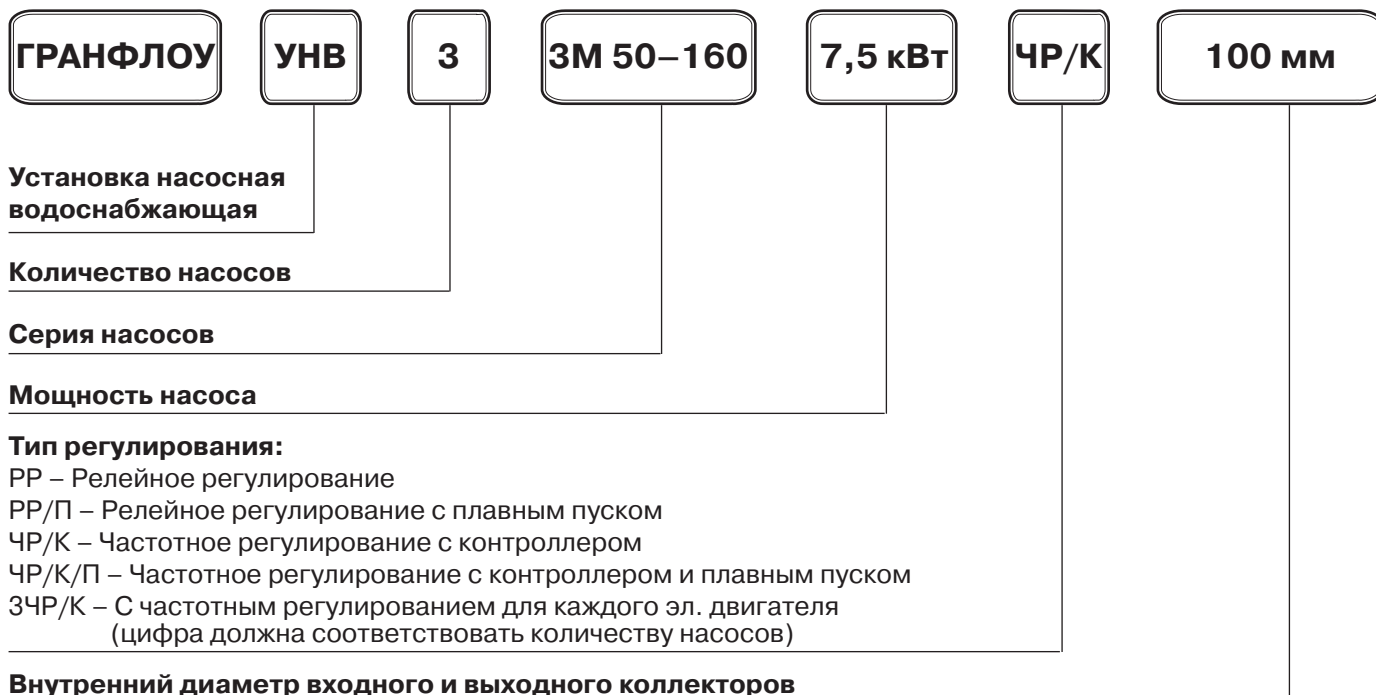 ГРАНФЛОУ УНВ 3 3М 50–160 7,5 кВт ЧР/К 100 мм
Установка насосная
водоснабжающая
Количество насосов
Серия насосов
Мощность насоса
Тип регулирования:
РР – Релейное регулирование
РР/П – Релейное регулирование с плавным пуском
ЧР/К – Частотное регулирование с контроллером
ЧР/К/П – Частотное регулирование с контроллером и плавным пуском
3ЧР/К – С частотным регулированием для каждого эл. двигателя
(цифра должна соответствовать количеству насосов)
Внутренний диаметр входного и выходного коллекторов